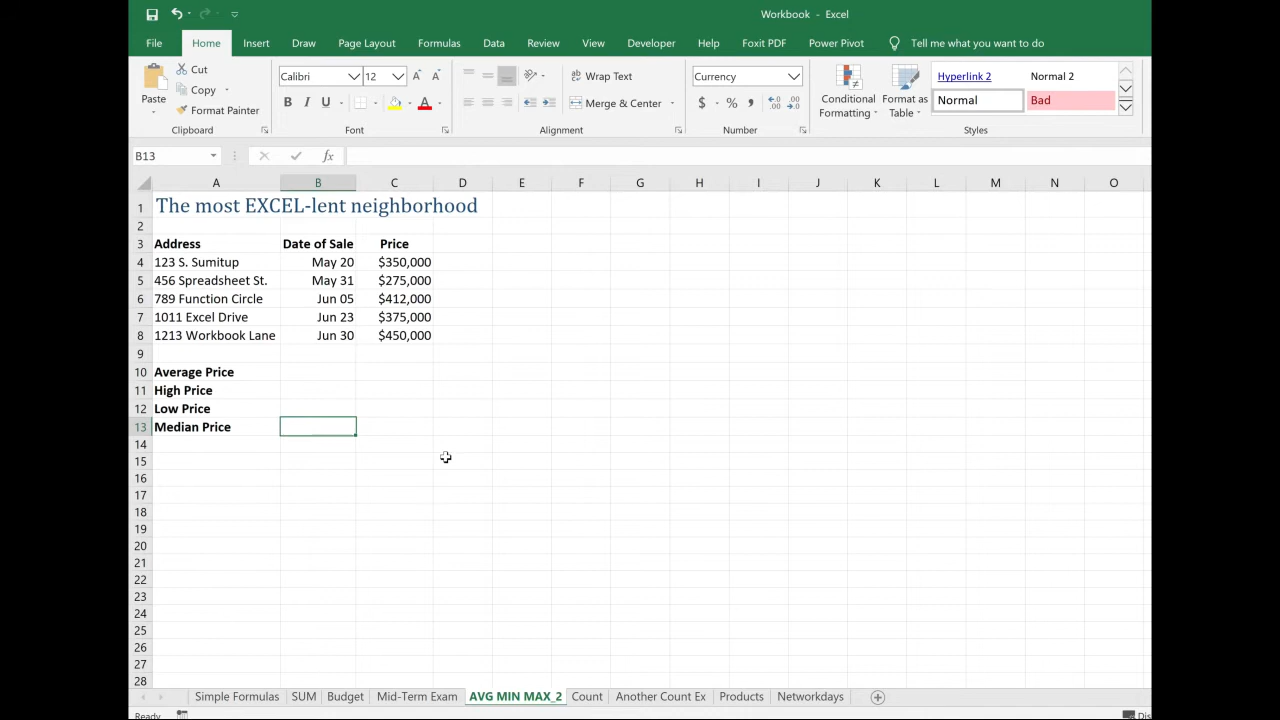 Workbook - Excel
File Home Insert Draw Page Layout Formulas Data Review View Developer Help Foxit PDF Power Pivot Tell me what you want to do
Paste
Cut
Copy
Format Painter
Clipboard
Calibri 12
B I U A
Font
Wrap Text
Merge & Center
Alignment
Currency
$ % ,
Number
Conditional Formatting
Format as Table
Hyperlink 2 Normal 2
Normal Bad
Styles
B13 fx
A B C D E F G H I J K L M N O
1 The most EXCEL-lent neighborhood
2
3 Address Date of Sale Price
4 123 S. Sumitup May 20 $350,000
5 456 Spreadsheet St. May 31 $275,000
6 789 Function Circle Jun 05 $412,000
7 1011 Excel Drive Jun 23 $375,000
8 1213 Workbook Lane Jun 30 $450,000
9
10 Average Price
11 High Price
12 Low Price
13 Median Price
14
15
16
17
18
19
20
21
22
23
24
25
26
27
28
Simple Formulas SUM Budget Mid-Term Exam AVG MIN MAX_2 Count Another Count Ex Products Networkdays
Ready